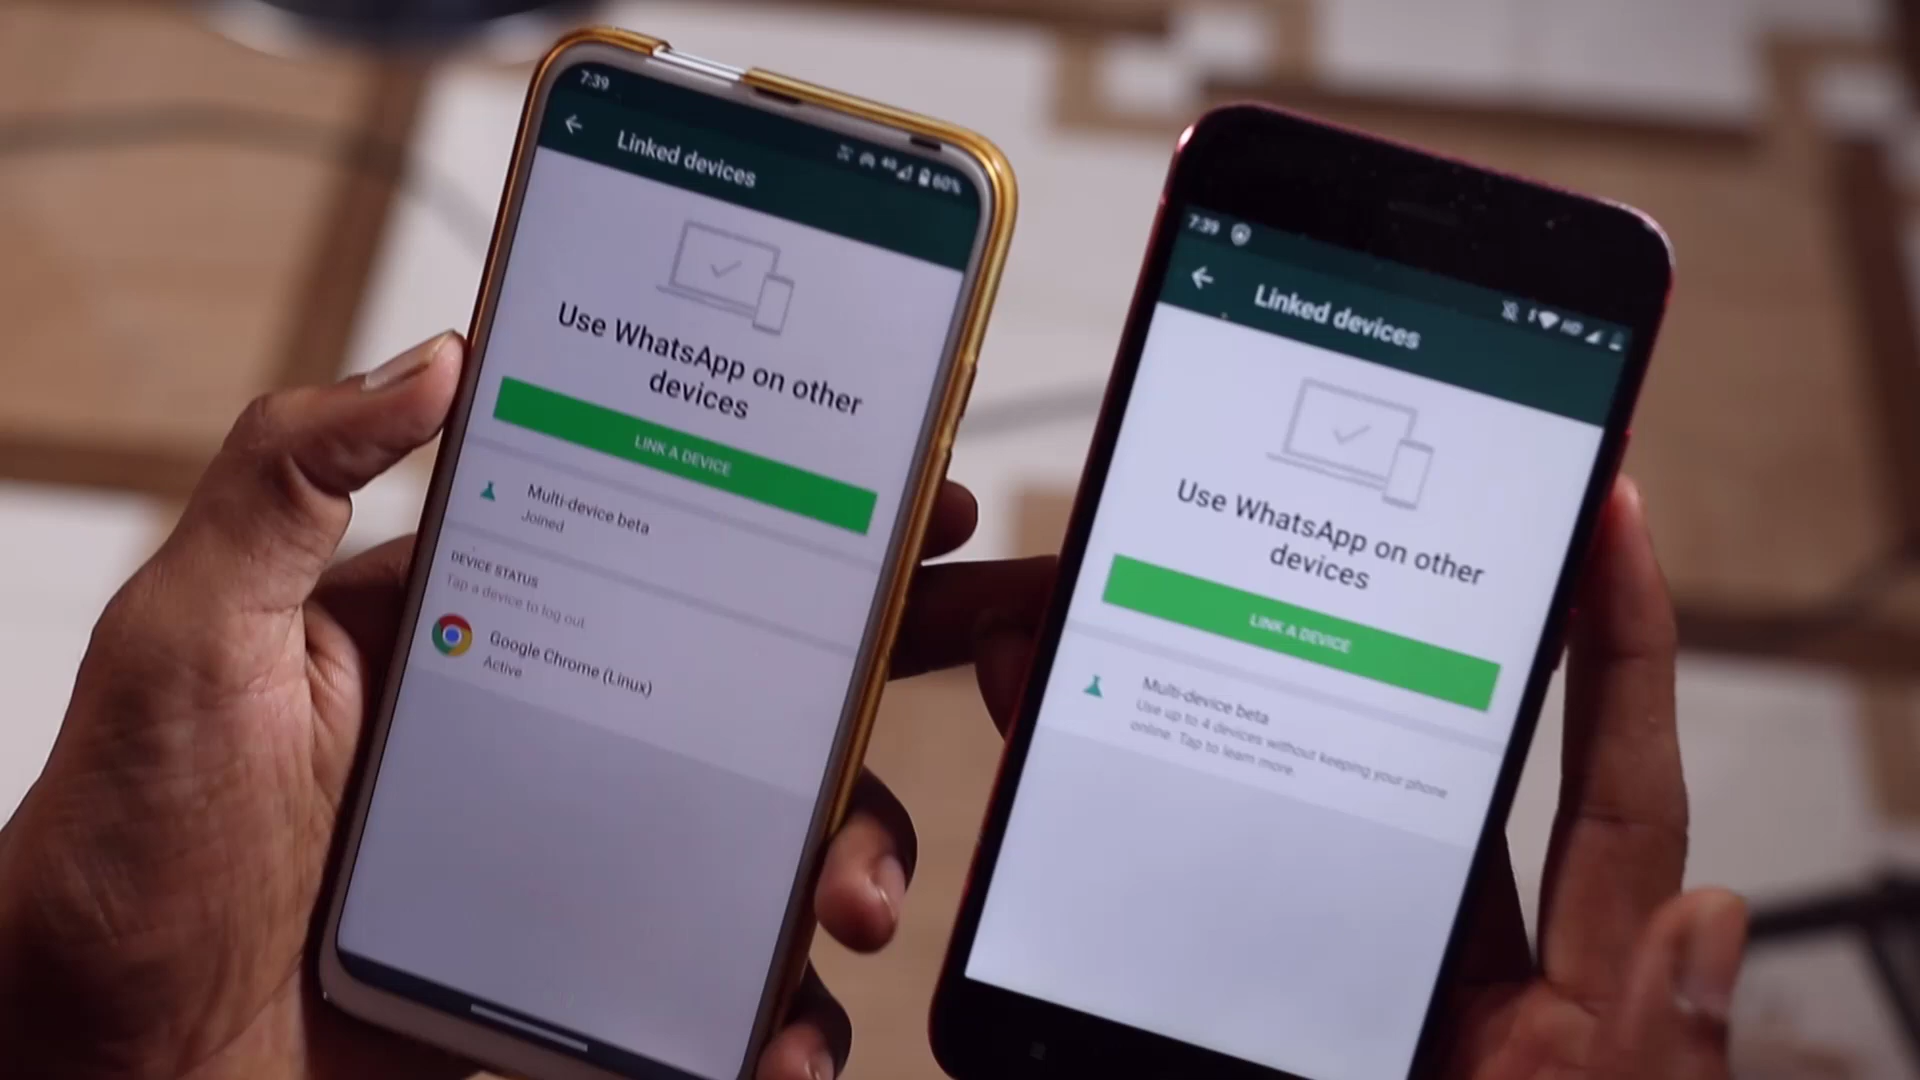 7:39
4G 60%
Linked devices
Use WhatsApp on other
devices
LINK A DEVICE
Multi-device beta
Joined
DEVICE STATUS
Tap a device to log out
Google Chrome (Linux)
Active
7:39
HD
Linked devices
Use WhatsApp on other
devices
LINK A DEVICE
Multi-device beta
Use up to 4 devices without keeping your phone
online. Tap to learn more.